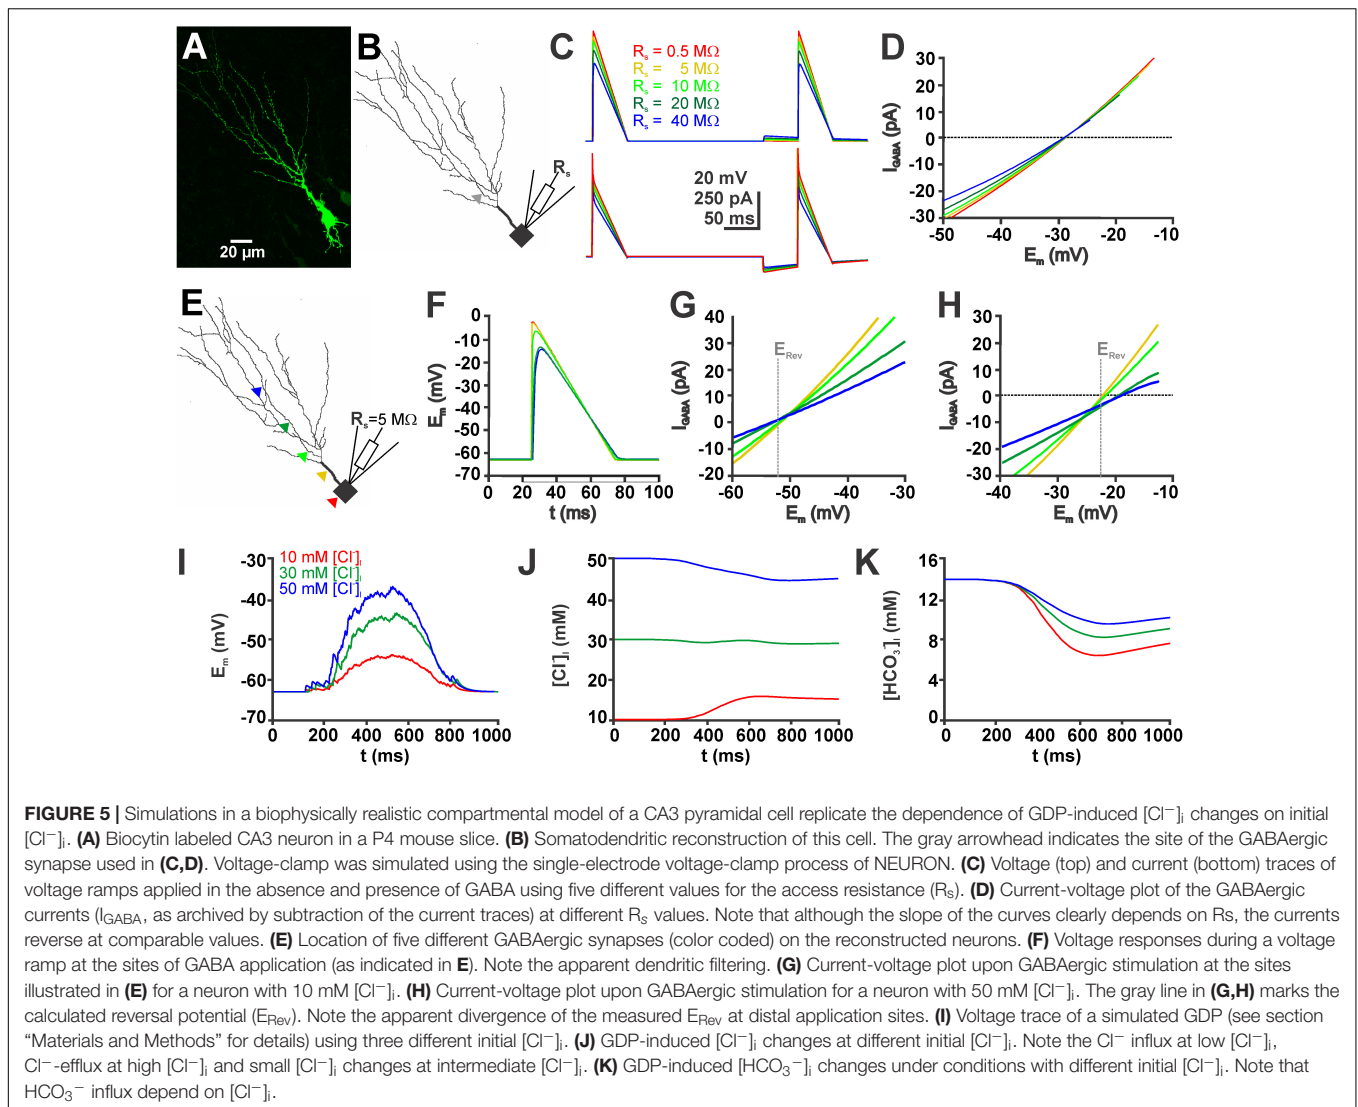 A
20 µm
B
Rs
C
Rs = 0.5 MΩ
Rs = 5 MΩ
Rs = 10 MΩ
Rs = 20 MΩ
Rs = 40 MΩ
20 mV
250 pA
50 ms
D
30
20
10
0
-10
-20
-30
IGABA (pA)
-50 -40 -30 -20 -10
Em (mV)
E
Rs=5 MΩ
F
0
-10
-20
-30
-40
-50
-60
-70
Em (mV)
0 20 40 60 80 100
t (ms)
G
40
30
20
10
0
-10
-20
IGABA (pA)
ERev
-60 -50 -40 -30
Em (mV)
H
30
20
10
0
-10
-20
-30
IGABA (pA)
ERev
-40 -30 -20 -10
Em (mV)
I
10 mM [Cl-]i
30 mM [Cl-]i
50 mM [Cl-]i
-30
-40
-50
-60
-70
Em (mV)
0 200 400 600 800 1000
t (ms)
J
50
40
30
20
10
[Cl-]i (mM)
0 200 400 600 800 1000
t (ms)
K
16
12
8
4
0
[HCO3-]i (mM)
0 200 400 600 800 1000
t (ms)
FIGURE 5 | Simulations in a biophysically realistic compartmental model of a CA3 pyramidal cell replicate the dependence of GDP-induced [Cl−]i changes on initial
[Cl−]i. (A) Biocytin labeled CA3 neuron in a P4 mouse slice. (B) Somatodendritic reconstruction of this cell. The gray arrowhead indicates the site of the GABAergic
synapse used in (C,D). Voltage-clamp was simulated using the single-electrode voltage-clamp process of NEURON. (C) Voltage (top) and current (bottom) traces of
voltage ramps applied in the absence and presence of GABA using five different values for the access resistance (RS). (D) Current-voltage plot of the GABAergic
currents (IGABA, as archived by subtraction of the current traces) at different RS values. Note that although the slope of the curves clearly depends on Rs, the currents
reverse at comparable values. (E) Location of five different GABAergic synapses (color coded) on the reconstructed neurons. (F) Voltage responses during a voltage
ramp at the sites of GABA application (as indicated in E). Note the apparent dendritic filtering. (G) Current-voltage plot upon GABAergic stimulation at the sites
illustrated in (E) for a neuron with 10 mM [Cl−]i. (H) Current-voltage plot upon GABAergic stimulation for a neuron with 50 mM [Cl−]i. The gray line in (G,H) marks the
calculated reversal potential (ERev). Note the apparent divergence of the measured ERev at distal application sites. (I) Voltage trace of a simulated GDP (see section
“Materials and Methods” for details) using three different initial [Cl−]i. (J) GDP-induced [Cl−]i changes at different initial [Cl−]i. Note the Cl− influx at low [Cl−]i,
Cl−-efflux at high [Cl−]i and small [Cl−]i changes at intermediate [Cl−]i. (K) GDP-induced [HCO3−]i changes under conditions with different initial [Cl−]i. Note that
HCO3− influx depend on [Cl−]i.